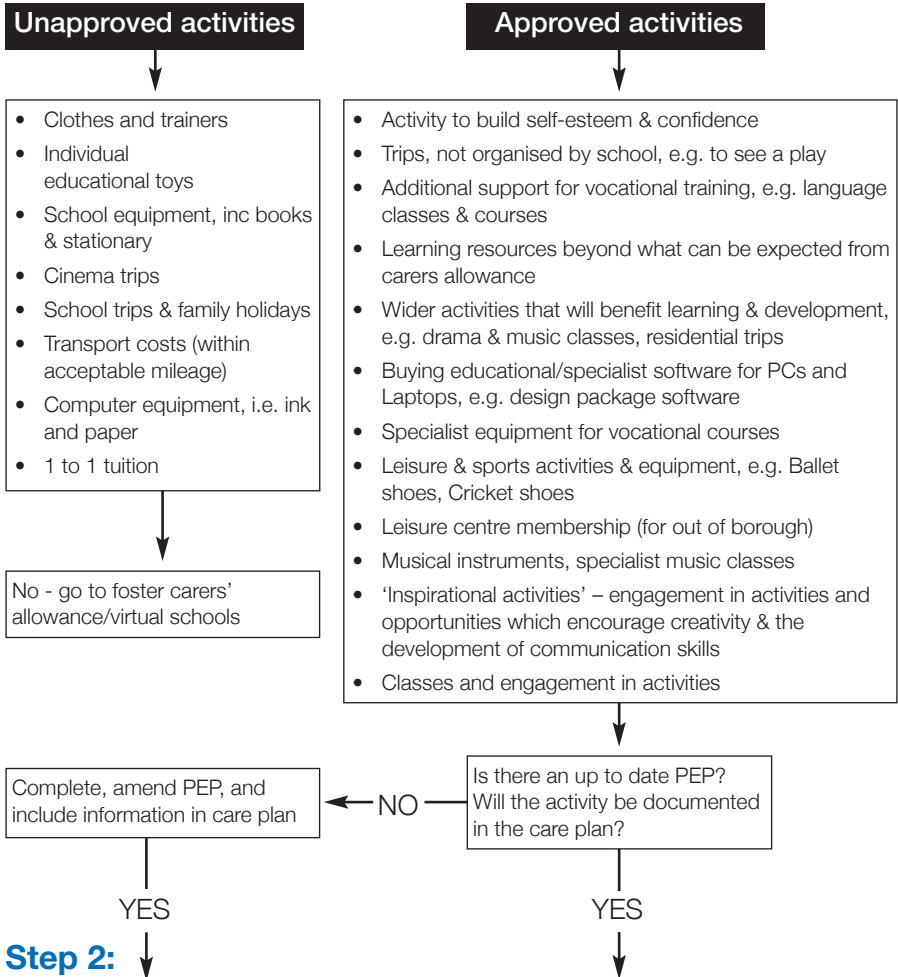 Unapproved activities
• Clothes and trainers
• Individual
educational toys
• School equipment, inc books
& stationary
• Cinema trips
• School trips & family holidays
• Transport costs (within
acceptable mileage)
• Computer equipment, i.e. ink
and paper
• 1 to 1 tuition
No - go to foster carers'
allowance/virtual schools
Approved activities
• Activity to build self-esteem & confidence
• Trips, not organised by school, e.g. to see a play
• Additional support for vocational training, e.g. language
classes & courses
• Learning resources beyond what can be expected from
carers allowance
• Wider activities that will benefit learning & development,
e.g. drama & music classes, residential trips
• Buying educational/specialist software for PCs and
Laptops, e.g. design package software
• Specialist equipment for vocational courses
• Leisure & sports activities & equipment, e.g. Ballet
shoes, Cricket shoes
• Leisure centre membership (for out of borough)
• Musical instruments, specialist music classes
• ‘Inspirational activities’ – engagement in activities and
opportunities which encourage creativity & the
development of communication skills
• Classes and engagement in activities
Is there an up to date PEP?
Will the activity be documented
in the care plan?
NO
Complete, amend PEP, and
include information in care plan
YES
YES
Step 2: